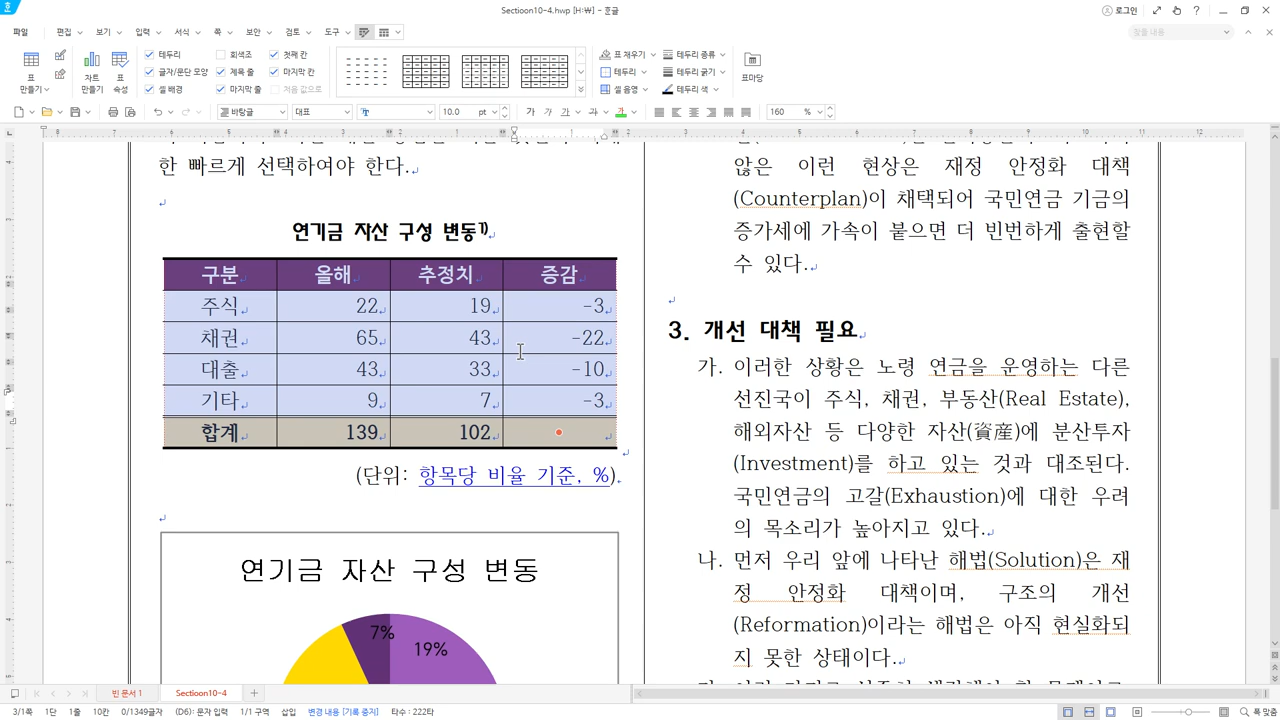 Sectioon10-4.hwp [H:₩] - 훈글
로그인
파일 편집 보기 입력 서식 쪽 보안 검토 도구 찾을 내용
표 만들기
차트 만들기
표 속성
테두리 회색조 첫째 칸
글자/문단 모양 제목 줄 마지막 칸
셀 배경 마지막 줄 처음 값으로
표 채우기 테두리 종류
테두리 테두리 굵기
셀 음영 테두리 색
표마당
바탕글 대표 10.0 pt 가 가 가 가 가 160 %
한 빠르게 선택하여야 한다.
연기금 자산 구성 변동1)
구분 올해 추정치 증감
주식 22 19 -3
채권 65 43 -22
대출 43 33 -10
기타 9 7 -3
합계 139 102
(단위: 항목당 비율 기준, %)
연기금 자산 구성 변동
7%
19%
않은 이런 현상은 재정 안정화 대책
(Counterplan)이 채택되어 국민연금 기금의
증가세에 가속이 붙으면 더 빈번하게 출현할
수 있다.
3. 개선 대책 필요
가. 이러한 상황은 노령 연금을 운영하는 다른
선진국이 주식, 채권, 부동산(Real Estate),
해외자산 등 다양한 자산(資産)에 분산투자
(Investment)를 하고 있는 것과 대조된다.
국민연금의 고갈(Exhaustion)에 대한 우려
의 목소리가 높아지고 있다.
나. 먼저 우리 앞에 나타난 해법(Solution)은 재
정 안정화 대책이며, 구조의 개선
(Reformation)이라는 해법은 아직 현실화되
지 못한 상태이다.
빈 문서 1 Sectioon10-4
3/1쪽 1단 1줄 10칸 0/1349글자 (D6): 문자 입력 1/1 구역 삽입 변경 내용 [기록 중지] 타수 : 222타 폭 맞춤